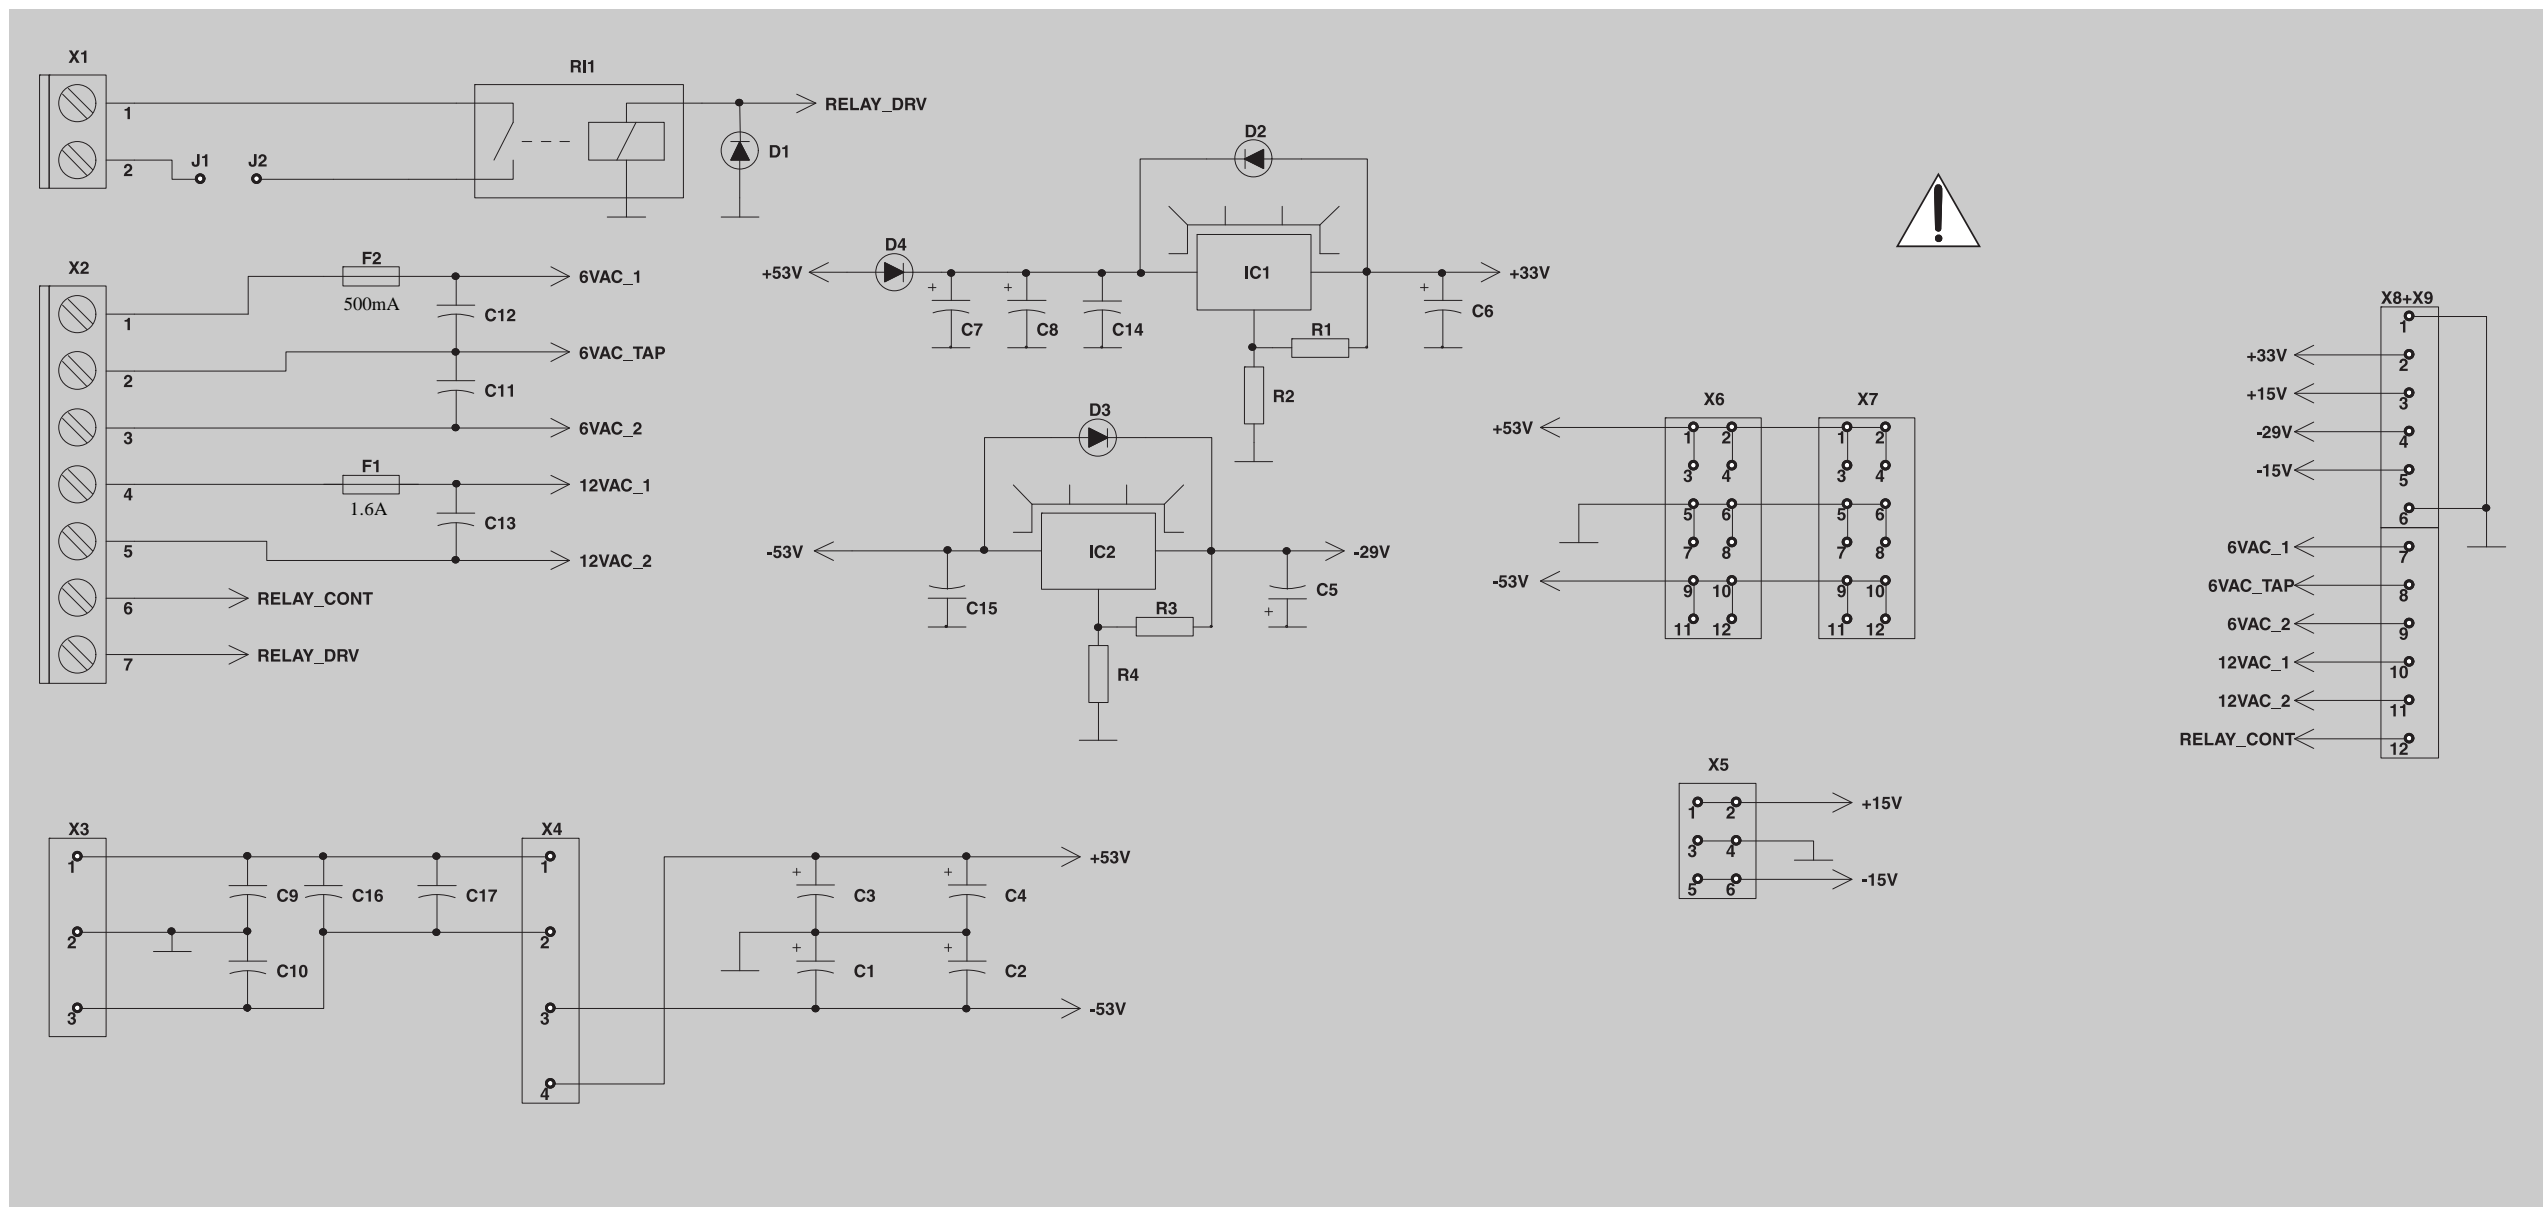 X1
1
2
J1
J2
RI1
RELAY_DRV
D1
X2
1
2
3
4
5
6
7
F2
500mA
6VAC_1
C12
6VAC_TAP
C11
6VAC_2
F1
1.6A
12VAC_1
C13
12VAC_2
RELAY_CONT
RELAY_DRV
D2
+53V
D4
+
C7
+
C8
C14
IC1
+33V
+
C6
R1
R2
D3
-53V
C15
IC2
-29V
C5
+
R3
R4
!
X6
X7
+53V
1 2
3 4
5 6
7 8
-53V
9 10
11 12
1 2
3 4
5 6
7 8
9 10
11 12
X8+X9
1
+33V 2
+15V 3
-29V 4
-15V 5
6
6VAC_1 7
6VAC_TAP 8
6VAC_2 9
12VAC_1 10
12VAC_2 11
RELAY_CONT 12
X5
1 2 +15V
3 4
5 6 -15V
X3
1
2
3
C9
C16
C17
C10
X4
1
2
3
4
+53V
+
C3
+
C4
+
C1
+
C2
-53V